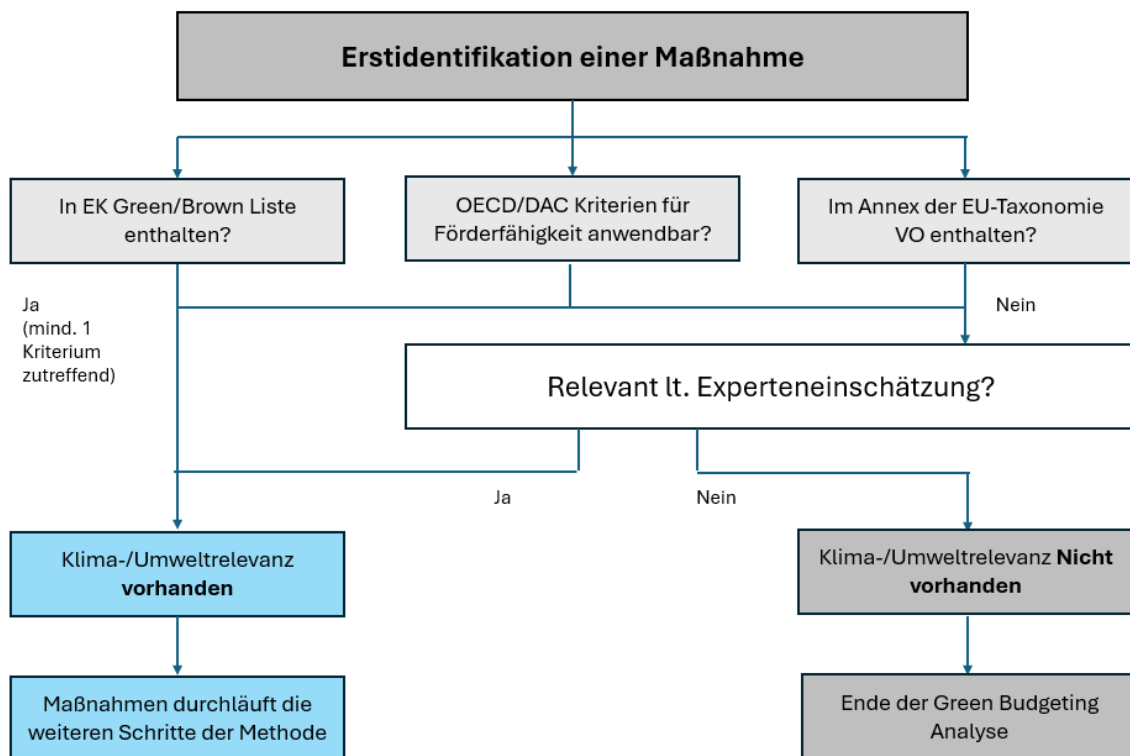 Erstidentifikation einer Maßnahme
In EK Green/Brown Liste
enthalten?
OECD/DAC Kriterien für
Förderfähigkeit anwendbar?
Im Annex der EU-Taxonomie
VO enthalten?
Ja
(mind. 1
Kriterium
zutreffend)
Nein
Relevant lt. Experteneinschätzung?
Ja
Nein
Klima-/Umweltrelevanz
vorhanden
Klima-/Umweltrelevanz Nicht
vorhanden
Maßnahmen durchläuft die
weiteren Schritte der Methode
Ende der Green Budgeting
Analyse